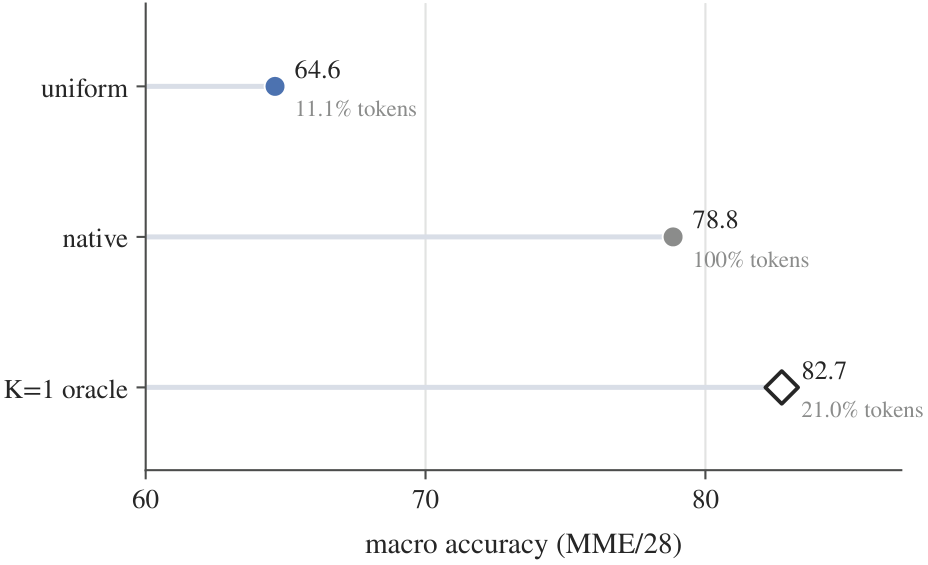 64.6
uniform
11.1% tokens
78.8
native
100% tokens
82.7
K=1 oracle
21.0% tokens
60 70 80
macro accuracy (MME/28)